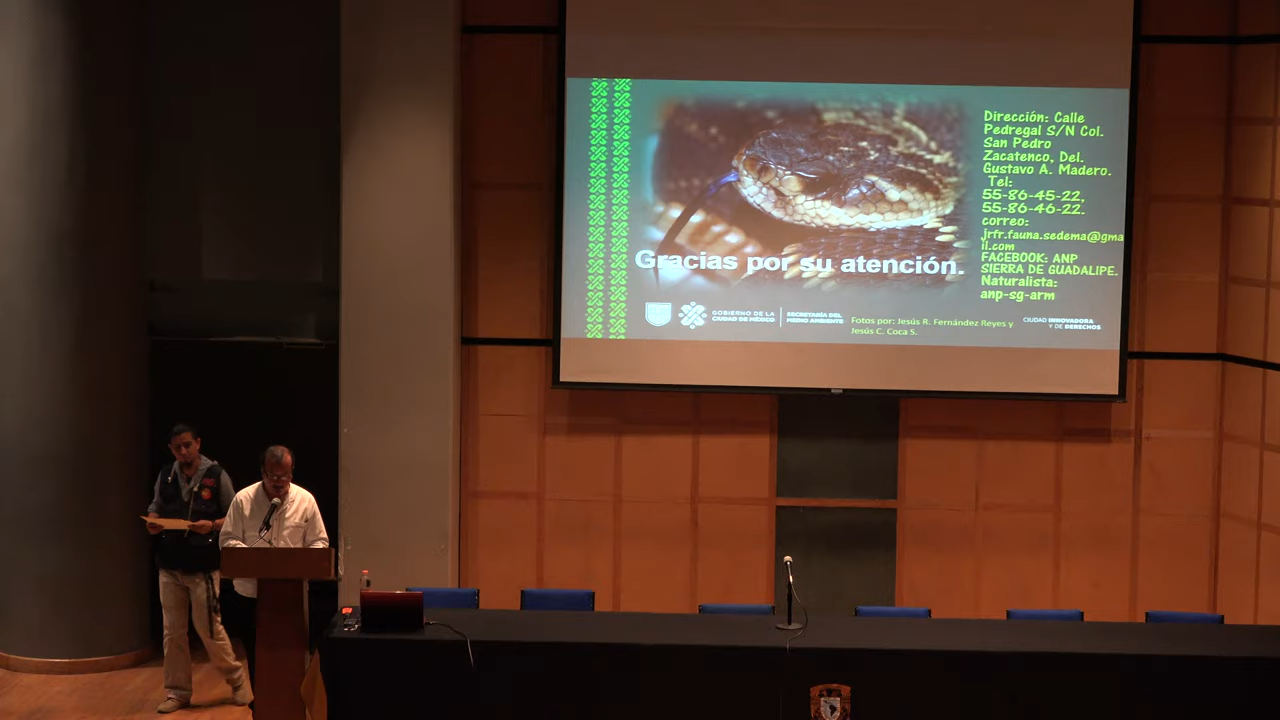 Dirección: Calle
Pedregal S/N Col.
San Pedro
Zacatenco, Del.
Gustavo A. Madero.
Tel:
55-86-45-22,
55-86-46-22.
correo:
jrfr.fauna.sedema@gma
il.com
FACEBOOK: ANP
SIERRA DE GUADALIPE.
Naturalista:
anp-sg-arm
Gracias por su atención.
GOBIERNO DE LA
CIUDAD DE MÉXICO
SECRETARÍA DEL
MEDIO AMBIENTE
Fotos por: Jesús R. Fernández Reyes y
Jesús C. Coca S.
CIUDAD INNOVADORA
Y DE DERECHOS